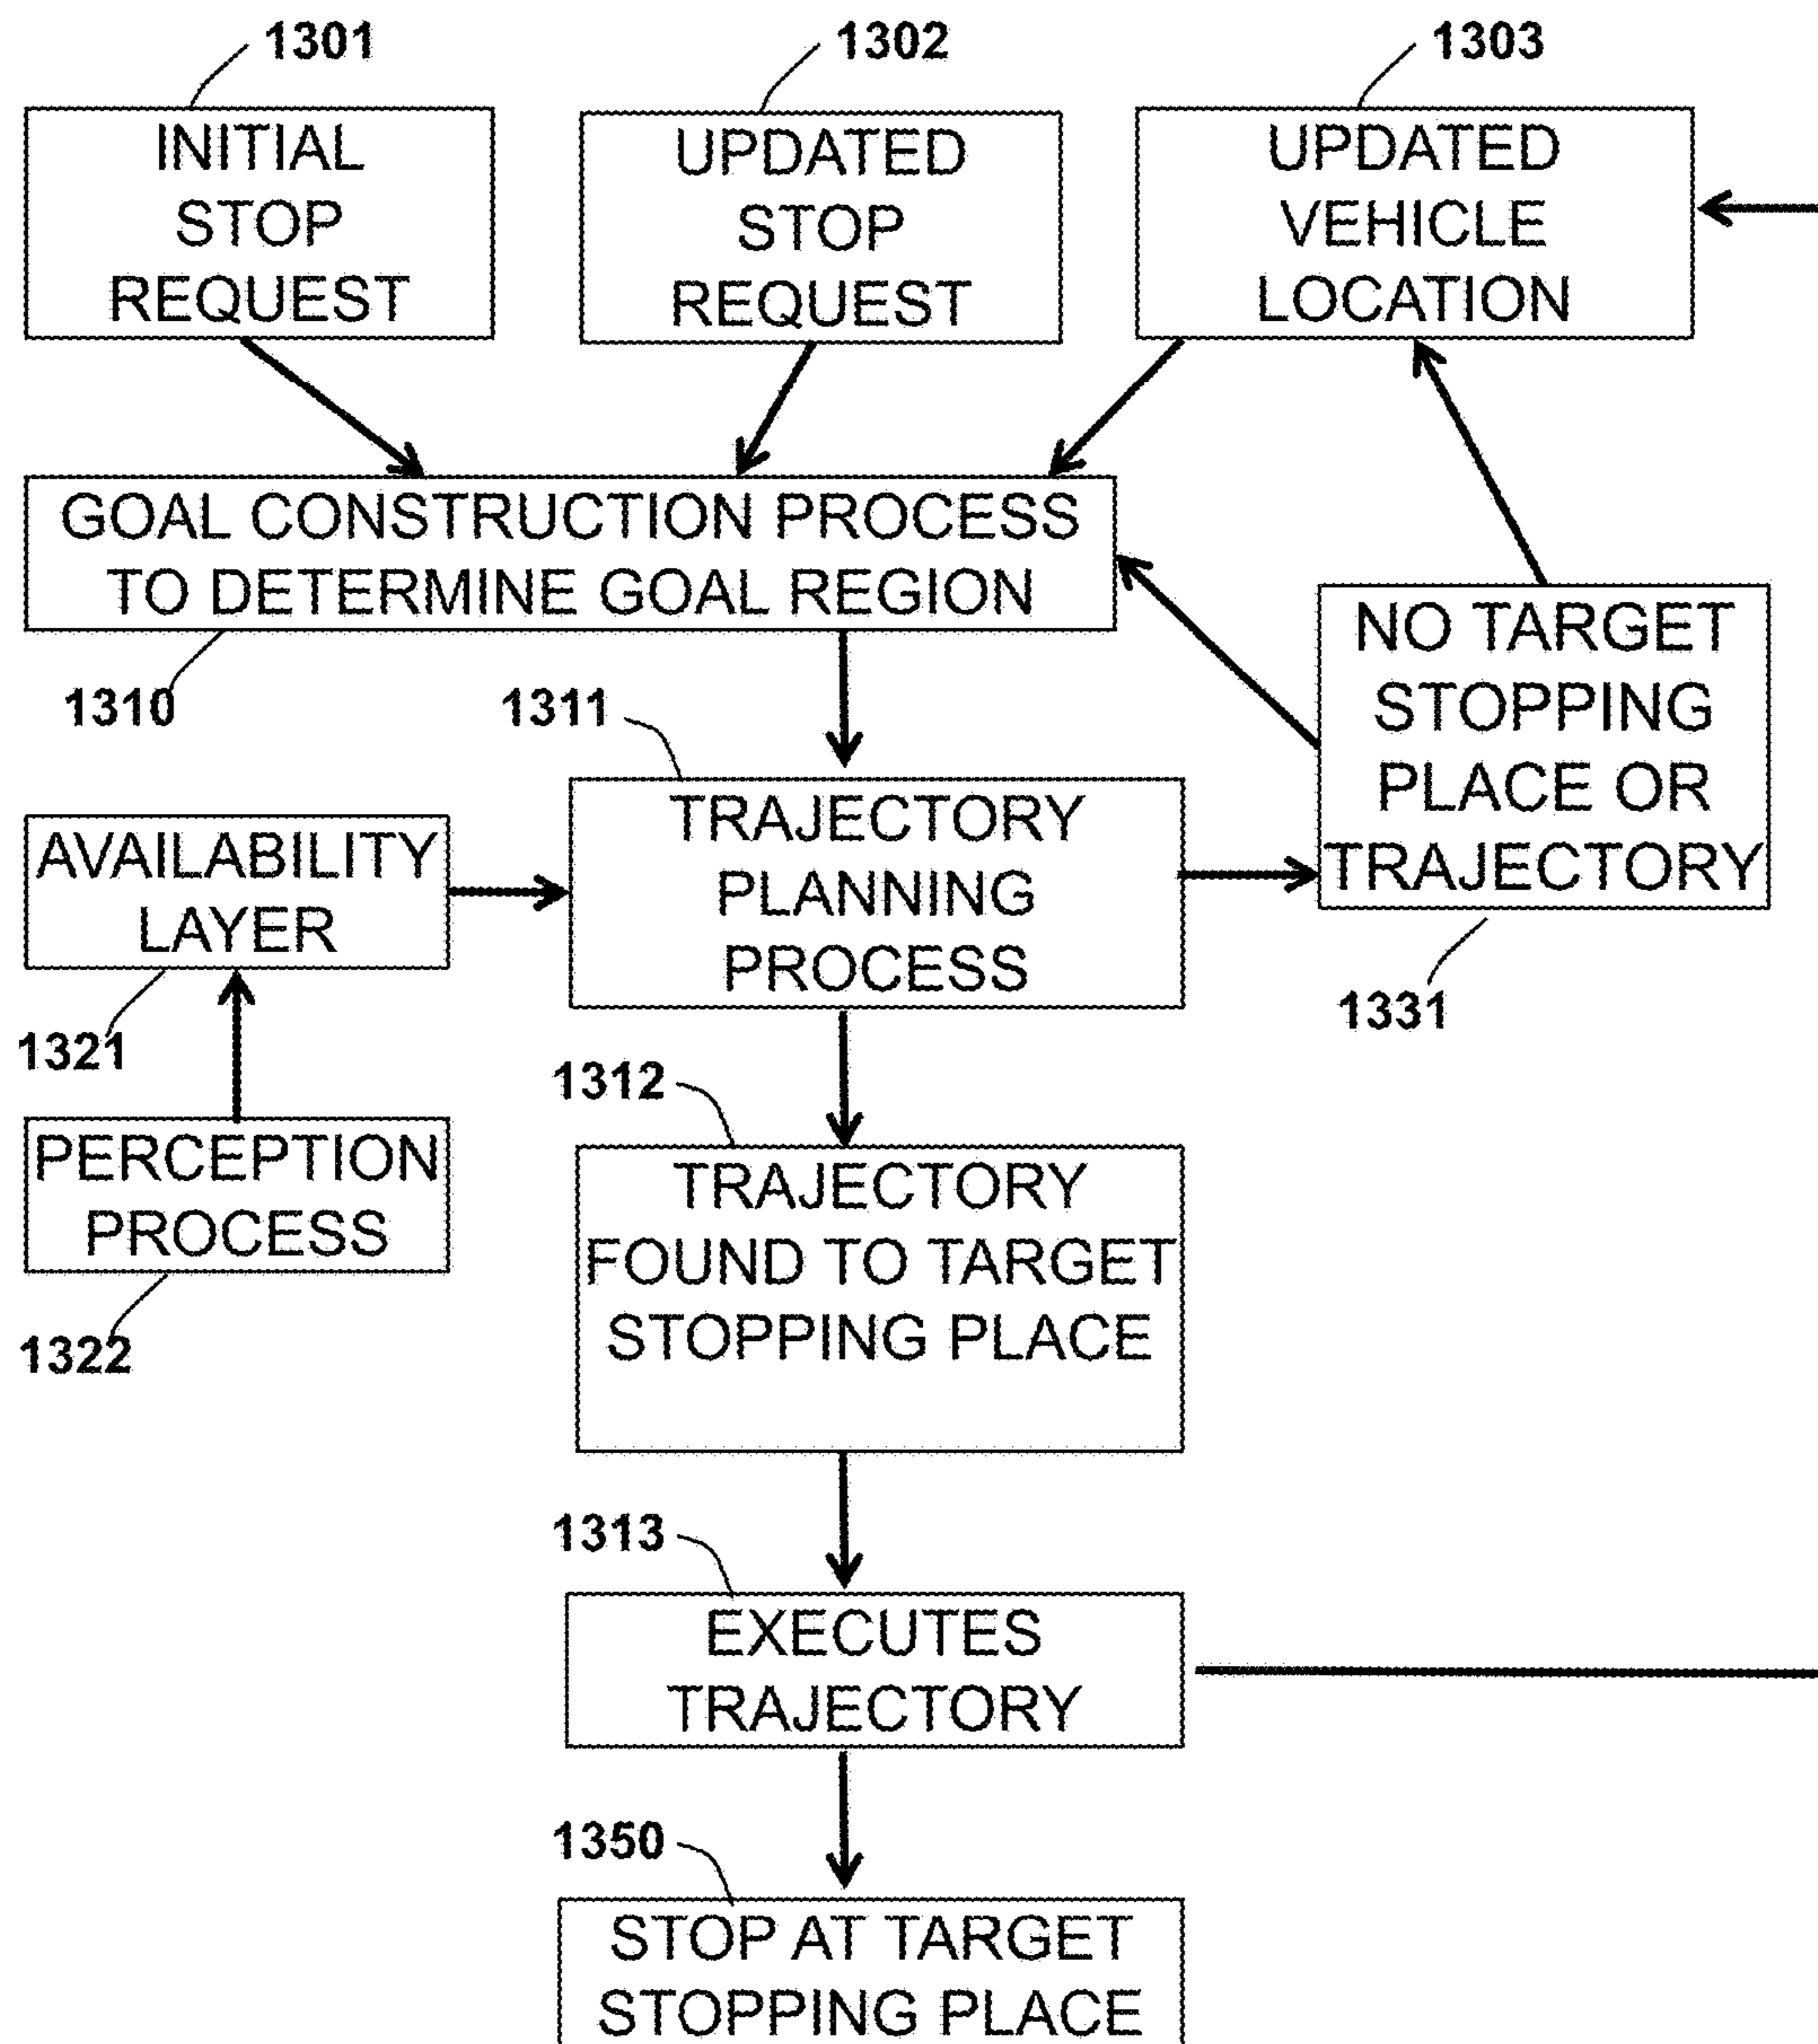 1301
INITIAL
STOP
REQUEST
1302
UPDATED
STOP
REQUEST
1303
UPDATED
VEHICLE
LOCATION
GOAL CONSTRUCTION PROCESS
TO DETERMINE GOAL REGION
1310
NO TARGET
STOPPING
PLACE OR
TRAJECTORY
1331
1311
TRAJECTORY
PLANNING
PROCESS
AVAILABILITY
LAYER
1321
PERCEPTION
PROCESS
1322
1312
TRAJECTORY
FOUND TO TARGET
STOPPING PLACE
1313
EXECUTES
TRAJECTORY
1350
STOP AT TARGET
STOPPING PLACE